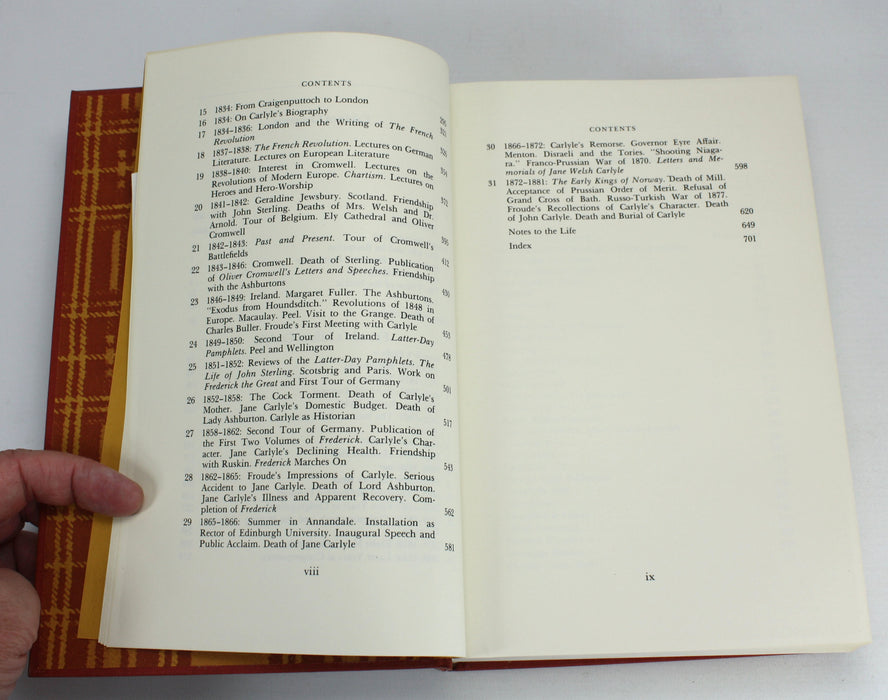 CONTENTS
15 1834: From Craigenputtoch to London
16 1834: On Carlyle's Biography
17 1834-1836: London and the Writing of The French
Revolution
18 1837-1838: The French Revolution. Lectures on German
Literature. Lectures on European Literature
19 1838-1840: Interest in Cromwell. Lectures on the
Revolutions of Modern Europe. Chartism. Lectures on
Heroes and Hero-Worship 372
20 1841-1842: Geraldine Jewsbury. Scotland. Friendship
with John Sterling. Deaths of Mrs. Welsh and Dr.
Arnold. Tour of Belgium. Ely Cathedral and Oliver
Cromwell 396
21 1842-1843: Past and Present. Tour of Cromwell's
Battlefields 412
22 1843-1846: Cromwell. Death of Sterling. Publication
of Oliver Cromwell's Letters and Speeches. Friendship
with the Ashburtons 430
23 1846-1849: Ireland. Margaret Fuller. The Ashburtons.
"Exodus from Houndsditch." Revolutions of 1848 in
Europe. Macaulay. Peel. Visit to the Grange. Death of
Charles Buller. Froude's First Meeting with Carlyle 453
24 1849-1850: Second Tour of Ireland. Latter-Day
Pamphlets. Peel and Wellington 478
25 1851-1852: Reviews of the Latter-Day Pamphlets. The
Life of John Sterling. Scotsbrig and Paris. Work on
Frederick the Great and First Tour of Germany 501
26 1852-1858: The Cock Torment. Death of Carlyle's
Mother. Jane Carlyle's Domestic Budget. Death of
Lady Ashburton. Carlyle as Historian 517
27 1858-1862: Second Tour of Germany. Publication of
the First Two Volumes of Frederick. Carlyle's Char-
acter. Jane Carlyle's Declining Health. Friendship
with Ruskin. Frederick Marches On 543
28 1862-1865: Froude's Impressions of Carlyle. Serious
Accident to Jane Carlyle. Death of Lord Ashburton.
Jane Carlyle's Illness and Apparent Recovery. Com-
pletion of Frederick 562
29 1865-1866: Summer in Annandale. Installation as
Rector of Edinburgh University. Inaugural Speech and
Public Acclaim. Death of Jane Carlyle 581
viii
CONTENTS
30 1866-1872: Carlyle's Remorse. Governor Eyre Affair.
Menton. Disraeli and the Tories. "Shooting Niaga-
ra." Franco-Prussian War of 1870. Letters and Me-
morials of Jane Welsh Carlyle 598
31 1872-1881: The Early Kings of Norway. Death of Mill.
Acceptance of Prussian Order of Merit. Refusal of
Grand Cross of Bath. Russo-Turkish War of 1877.
Froude's Recollections of Carlyle's Character. Death
of John Carlyle. Death and Burial of Carlyle 620
Notes to the Life 649
Index 701
ix